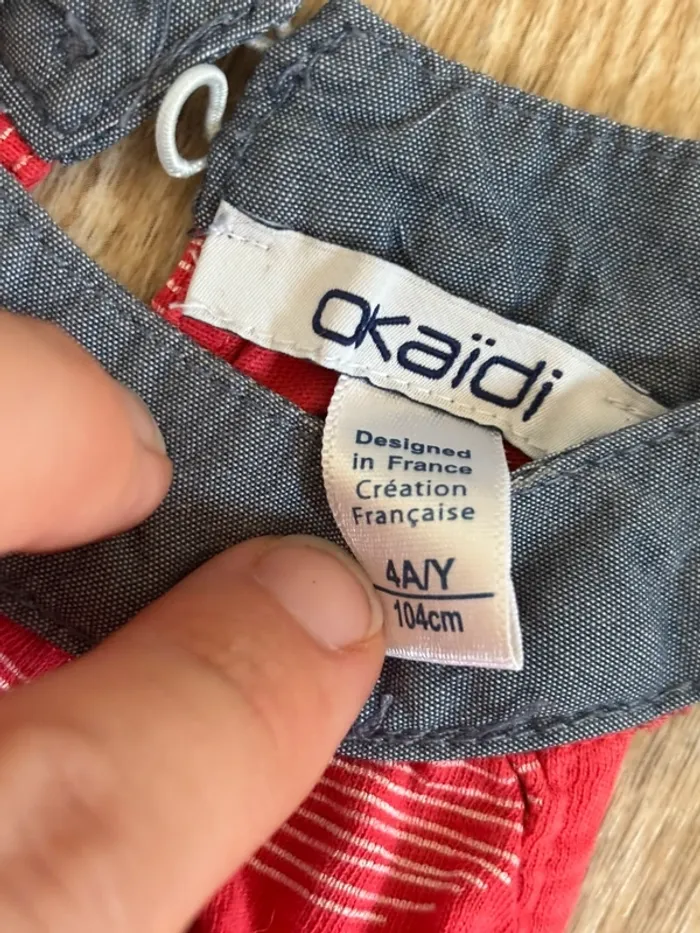 okaïdi
Designed
in France
Création
Française
4A/Y
104cm